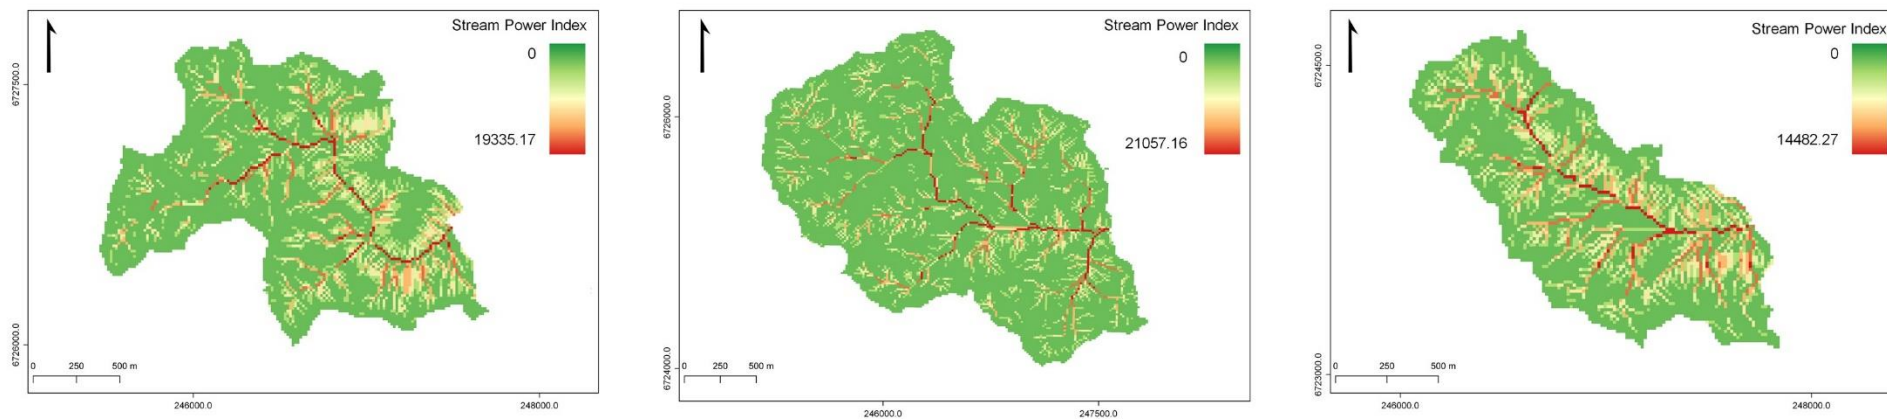 Stream Power Index
0
19335.17
6727500.0
6726000.0
0 250 500 m
246000.0 248000.0
Stream Power Index
0
21057.16
6726000.0
6724000.0
0 250 500 m
246000.0 247500.0
Stream Power Index
0
14482.27
6724500.0
6723000.0
0 250 500 m
246000.0 248000.0